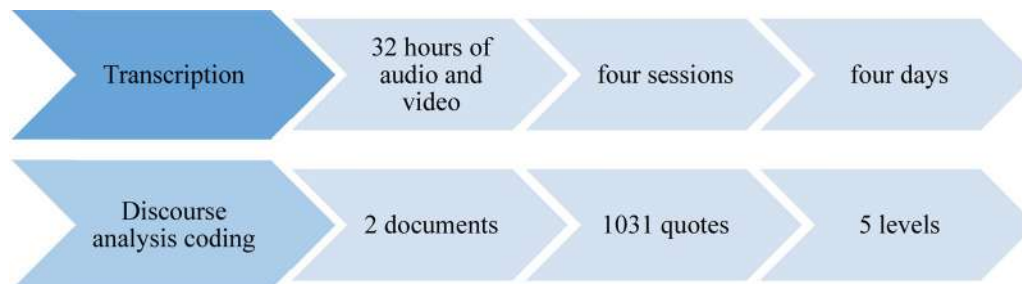 Transcription
32 hours of
audio and
video
four sessions
four days
Discourse
analysis coding
2 documents
1031 quotes
5 levels